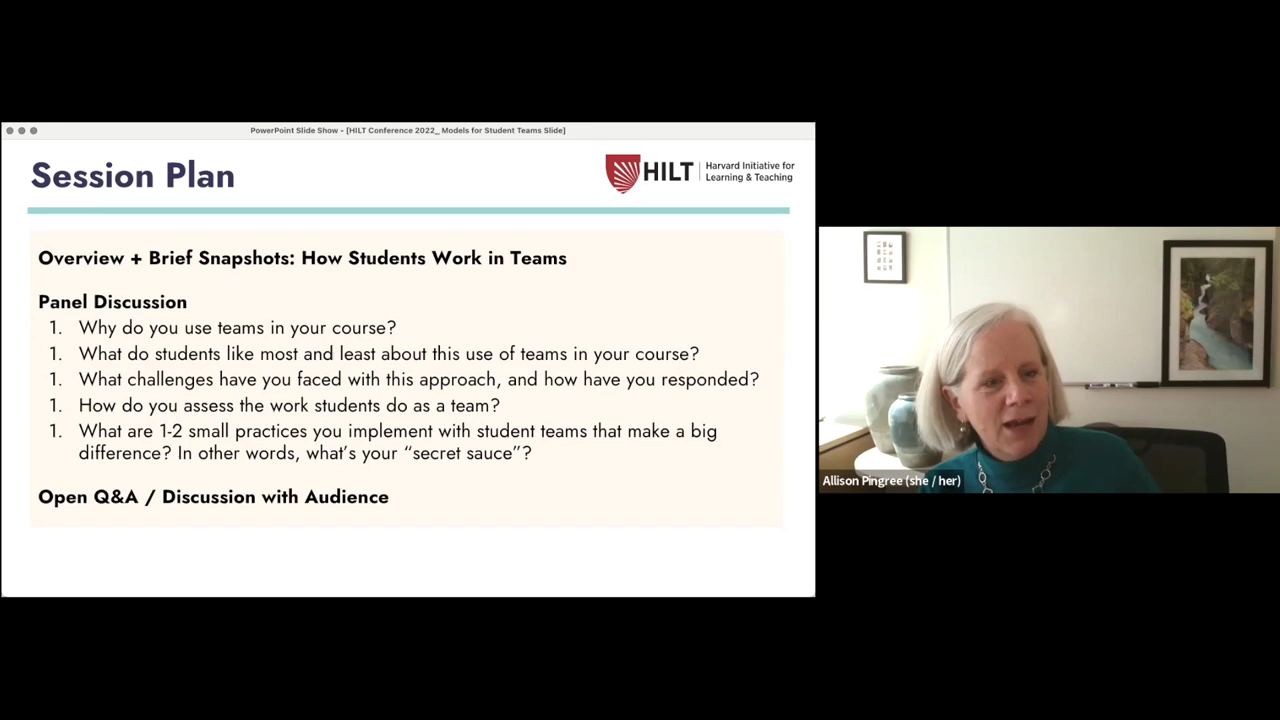 PowerPoint Slide Show - [HILT Conference 2022_ Models for Student Teams Slide]
Session Plan
HILT
Harvard Initiative for
Learning & Teaching
Overview + Brief Snapshots: How Students Work in Teams
Panel Discussion
1. Why do you use teams in your course?
1. What do students like most and least about this use of teams in your course?
1. What challenges have you faced with this approach, and how have you responded?
1. How do you assess the work students do as a team?
1. What are 1-2 small practices you implement with student teams that make a big
difference? In other words, what's your “secret sauce”?
Open Q&A / Discussion with Audience
Allison Pingree (she / her)